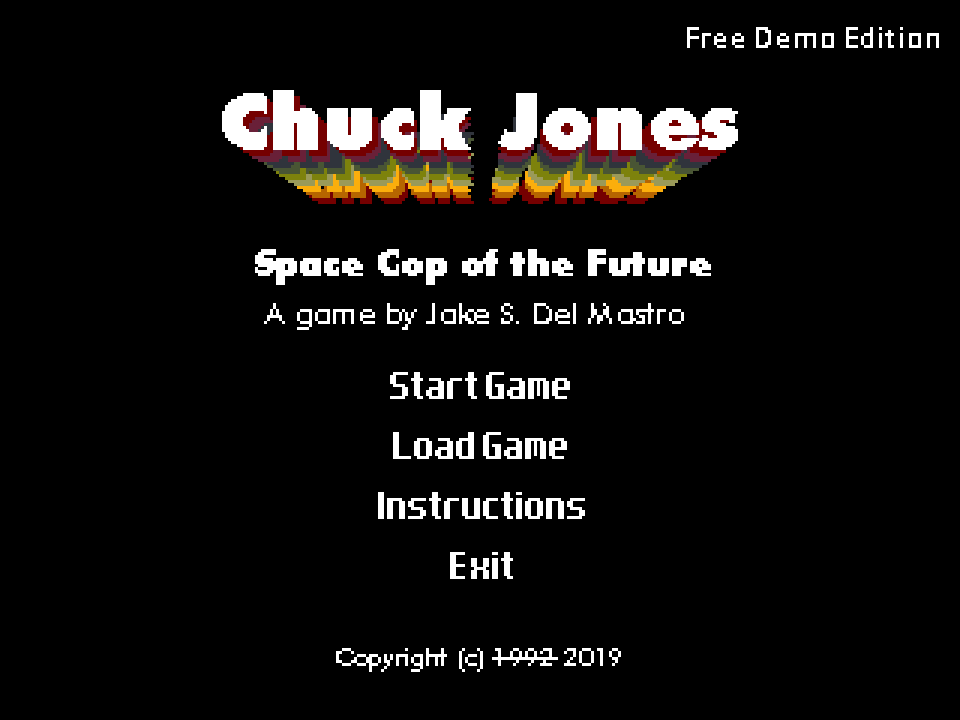 Free Demo Edition
Chuck Jones
Space Cop of the Future
A game by Jake S. Del Mastro
Start Game
Load Game
Instructions
Exit
Copyright (c) 1992 2019